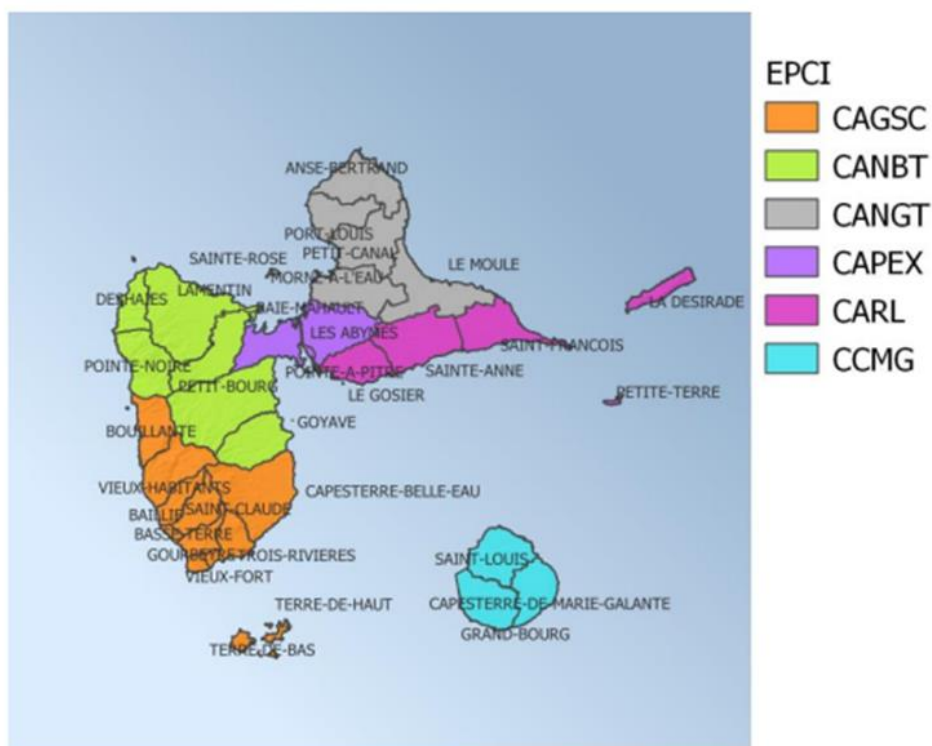 EPCI
CAGSC
CANBT
CANGT
CAPEX
CARL
CCMG
ANSE-BERTRAND
PORT-LOUIS
PETIT-CANAL
SAINTE-ROSE
MORNE-A-L'EAU
LE MOULE
DESHAIES
LAMENTIN
BAIE-MAHAULT
LA DESIRADE
LES ABYMES
SAINT-FRANCOIS
POINTE-NOIRE
POINTE-A-PITRE
SAINTE-ANNE
PETIT-BOURG
LE GOSIER
PETITE-TERRE
GOYAVE
BOUILLANTE
VIEUX-HABITANTS
CAPESTERRE-BELLE-EAU
SAINT-CLAUDE
BAILLIF
BASSE-TERRE
GOURBEYRE
TROIS-RIVIERES
VIEUX-FORT
SAINT-LOUIS
TERRE-DE-HAUT
CAPESTERRE-DE-MARIE-GALANTE
GRAND-BOURG
TERRE-DE-BAS